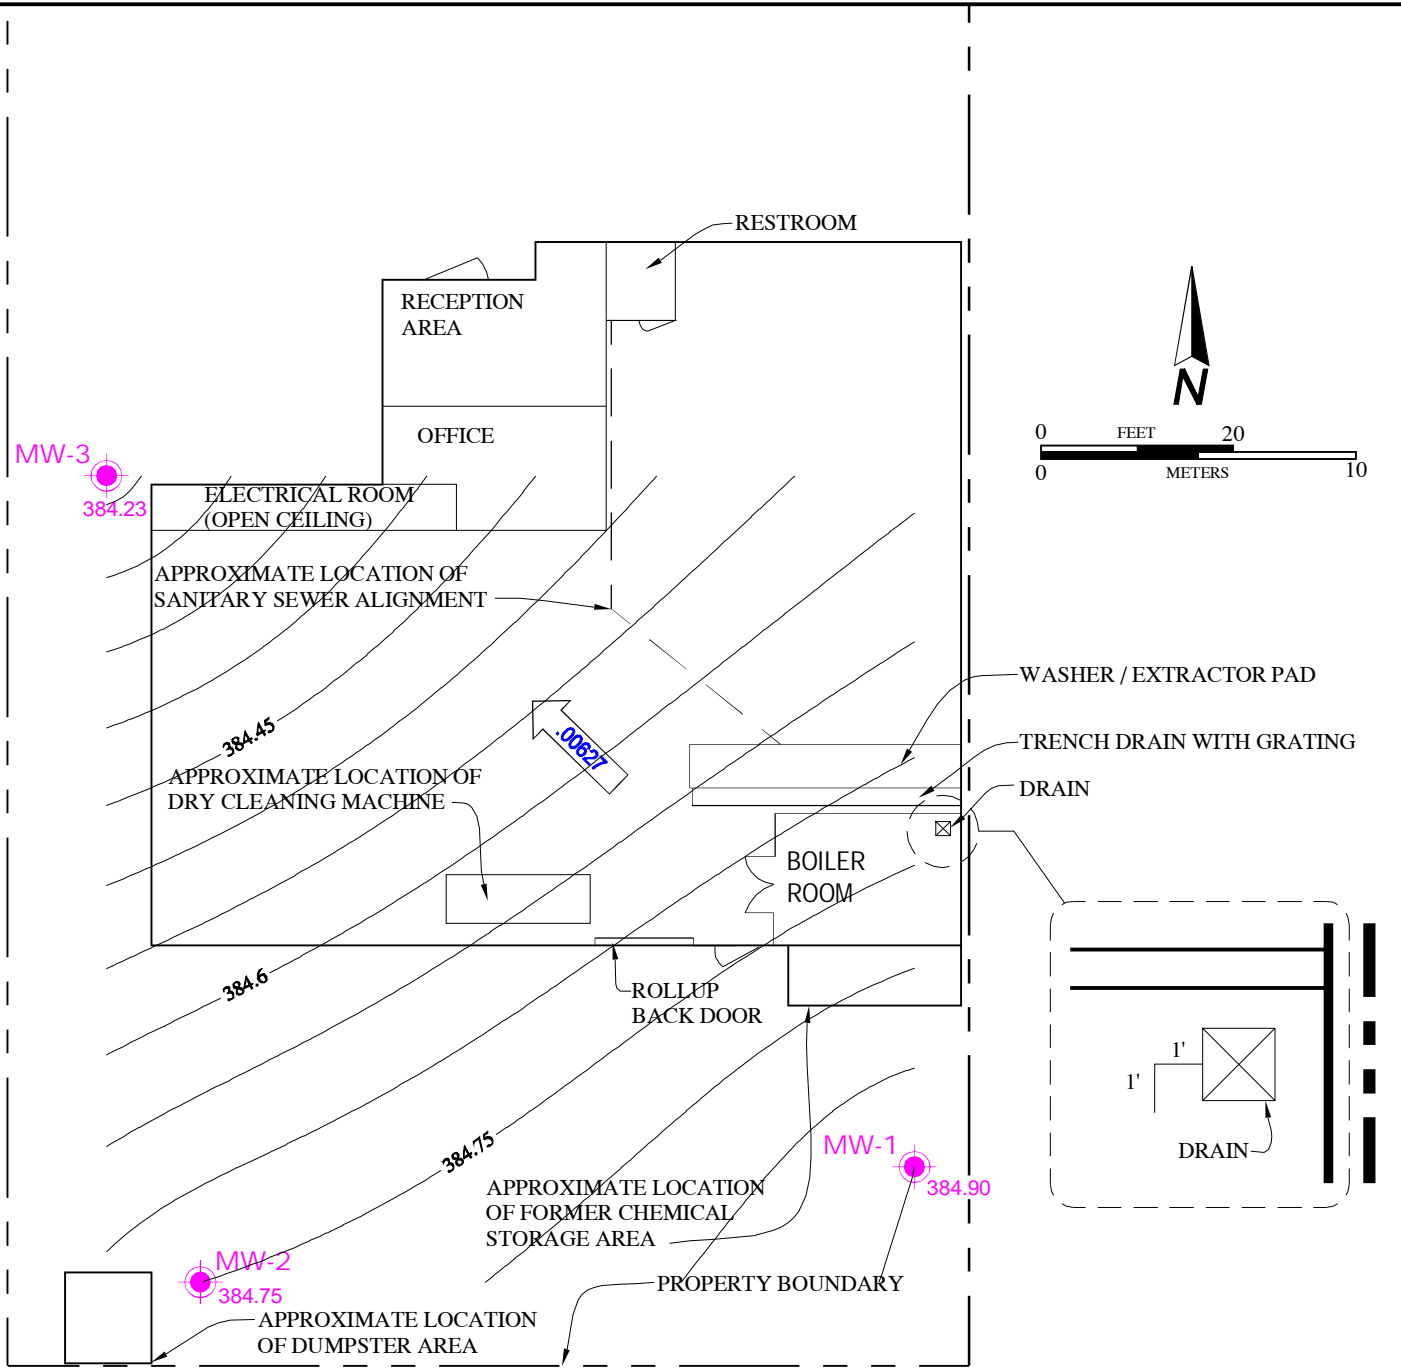 RESTROOM
RECEPTION
AREA
N
OFFICE
0 FEET 20
0 METERS 10
MW-3
384.23
ELECTRICAL ROOM
(OPEN CEILING)
APPROXIMATE LOCATION OF
SANITARY SEWER ALIGNMENT
WASHER / EXTRACTOR PAD
384.45
.00627
TRENCH DRAIN WITH GRATING
APPROXIMATE LOCATION OF
DRY CLEANING MACHINE
DRAIN
BOILER
ROOM
384.6
ROLLUP
BACK DOOR
1'
1'
DRAIN
384.75
MW-1
384.90
APPROXIMATE LOCATION
OF FORMER CHEMICAL
STORAGE AREA
MW-2
384.75
PROPERTY BOUNDARY
APPROXIMATE LOCATION
OF DUMPSTER AREA